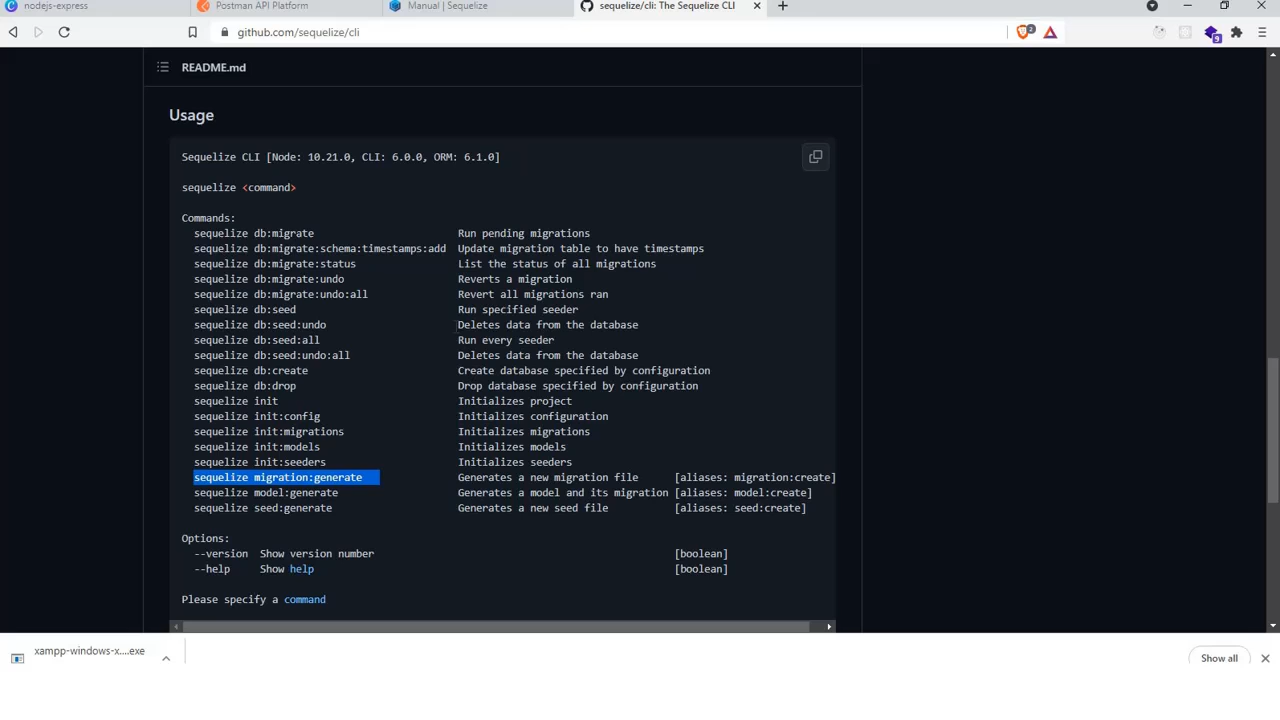 nodejs-express
Postman API Platform
Manual | Sequelize
sequelize/cli: The Sequelize CLI
github.com/sequelize/cli
2
9
README.md
Usage
Sequelize CLI [Node: 10.21.0, CLI: 6.0.0, ORM: 6.1.0]
sequelize <command>
Commands:
sequelize db:migrate Run pending migrations
sequelize db:migrate:schema:timestamps:add Update migration table to have timestamps
sequelize db:migrate:status List the status of all migrations
sequelize db:migrate:undo Reverts a migration
sequelize db:migrate:undo:all Revert all migrations ran
sequelize db:seed Run specified seeder
sequelize db:seed:undo Deletes data from the database
sequelize db:seed:all Run every seeder
sequelize db:seed:undo:all Deletes data from the database
sequelize db:create Create database specified by configuration
sequelize db:drop Drop database specified by configuration
sequelize init Initializes project
sequelize init:config Initializes configuration
sequelize init:migrations Initializes migrations
sequelize init:models Initializes models
sequelize init:seeders Initializes seeders
sequelize migration:generate Generates a new migration file [aliases: migration:create]
sequelize model:generate Generates a model and its migration [aliases: model:create]
sequelize seed:generate Generates a new seed file [aliases: seed:create]
Options:
--version Show version number [boolean]
--help Show help [boolean]
Please specify a command
xampp-windows-x....exe
Show all